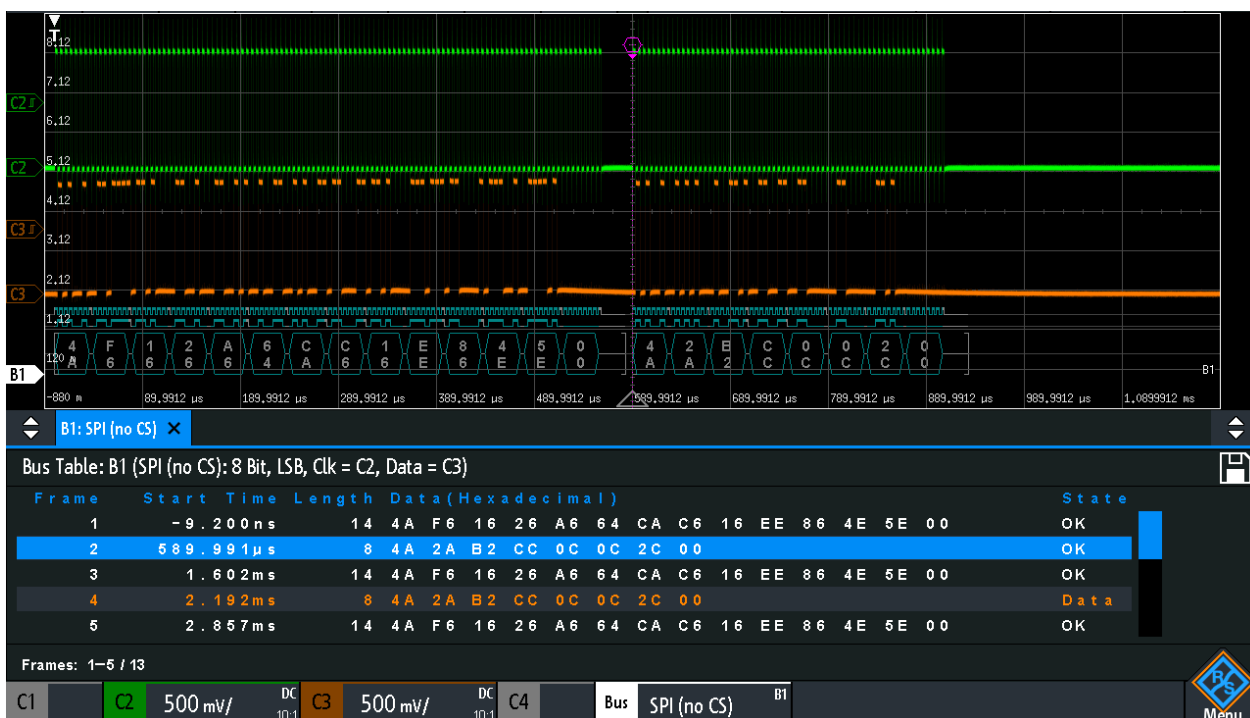 T
8.12
7.12
C2
6.12
C2 5.12
4.12
C3
3.12
C3 2.12
1.12
4 F 1 2 A 6 C C 1 E 8 4 5 0 4 2 B C 0 0 2 0
A 6 6 6 6 4 A 6 6 E 6 E E 0 A A 2 C C C C 0
120 m
B1 B1
-880 m 89,9912 µs 189,9912 µs 289,9912 µs 389,9912 µs 489,9912 µs 589,9912 µs 689,9912 µs 789,9912 µs 889,9912 µs 989,9912 µs 1,0899912 ms
B1: SPI (no CS)
Bus Table: B1 (SPI (no CS): 8 Bit, LSB, Clk = C2, Data = C3)
Frame Start Time Length Data(Hexadecimal) State
1 -9.200ns 14 4A F6 16 26 A6 64 CA C6 16 EE 86 4E 5E 00 OK
2 589.991µs 8 4A 2A B2 CC 0C 0C 2C 00 OK
3 1.602ms 14 4A F6 16 26 A6 64 CA C6 16 EE 86 4E 5E 00 OK
4 2.192ms 8 4A 2A B2 CC 0C 0C 2C 00 Data
5 2.857ms 14 4A F6 16 26 A6 64 CA C6 16 EE 86 4E 5E 00 OK
Frames: 1–5 / 13
C1 C2 500 mV/ DC 10:1 C3 500 mV/ DC 10:1 C4 Bus SPI (no CS) B1
R&S
Menu